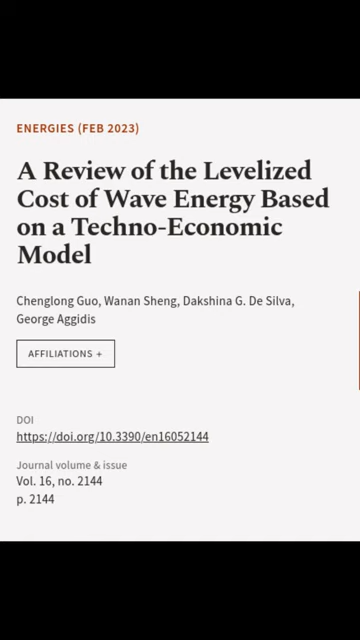 ENERGIES (FEB 2023)
A Review of the Levelized
Cost of Wave Energy Based
on a Techno-Economic
Model
Chenglong Guo, Wanan Sheng, Dakshina G. De Silva,
George Aggidis
AFFILIATIONS +
DOI
https://doi.org/10.3390/en16052144
Journal volume & issue
Vol. 16, no. 2144
p. 2144